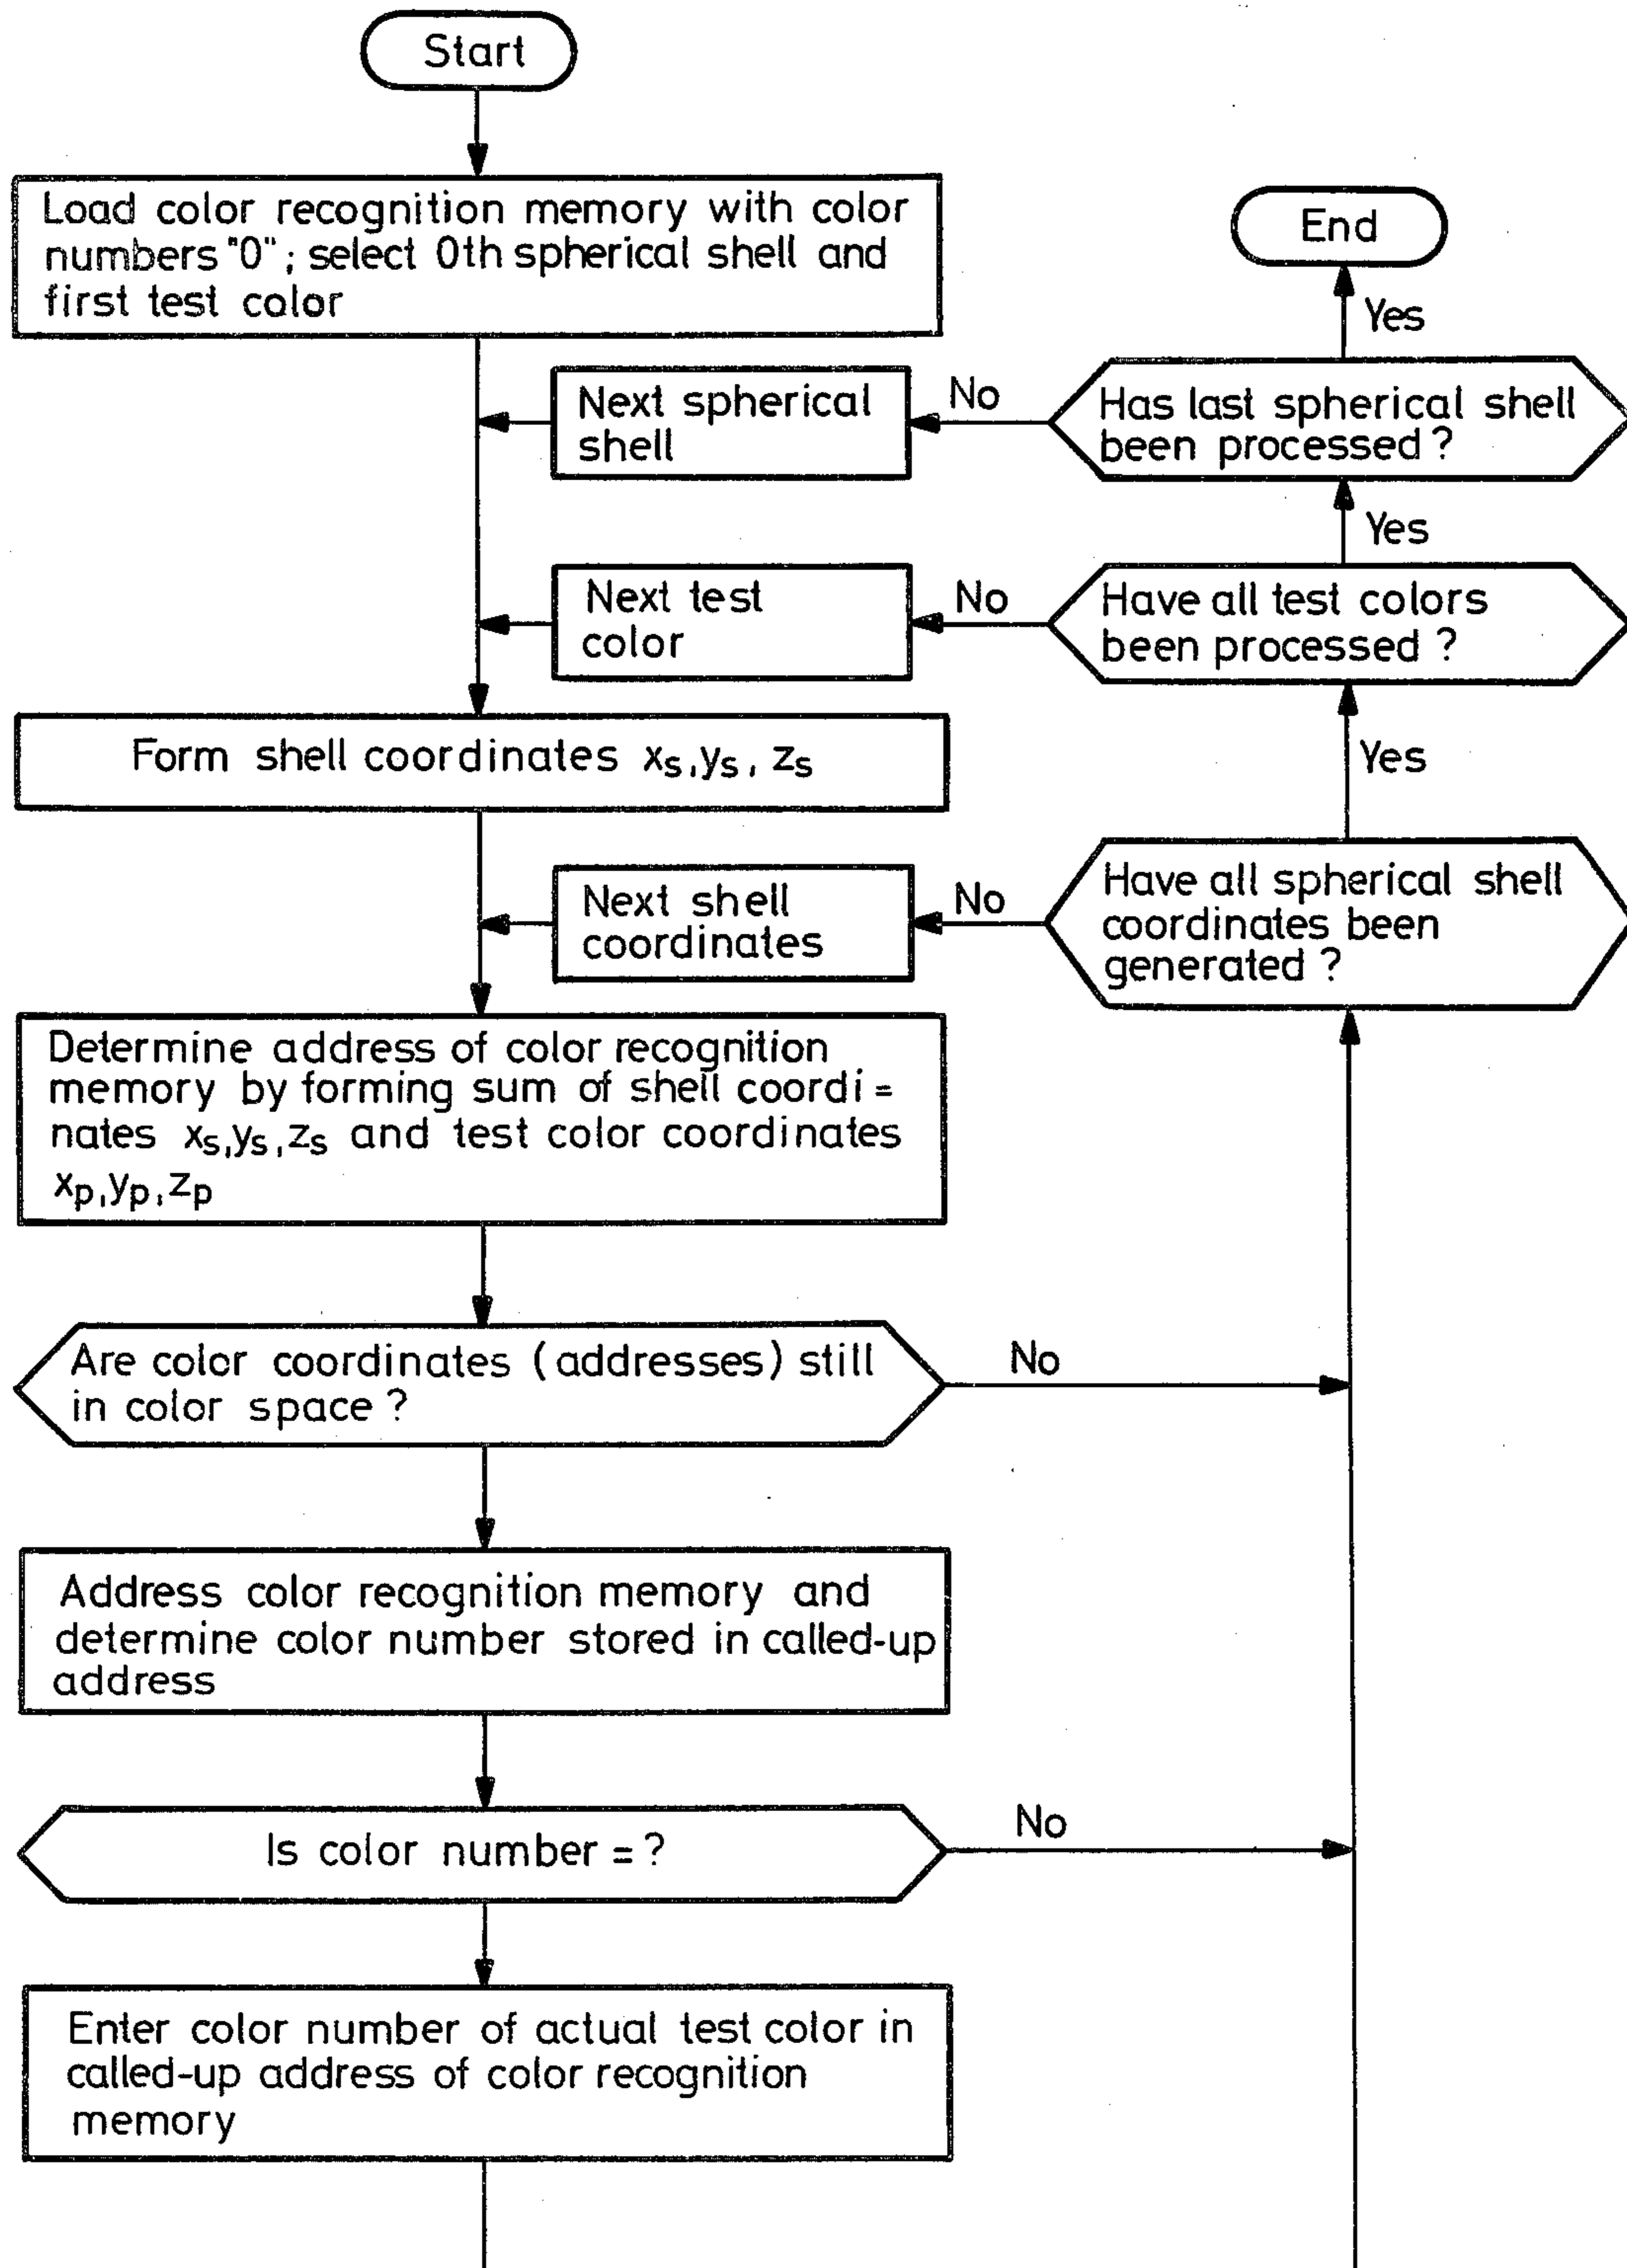 Start
Load color recognition memory with color
numbers "0"; select 0th spherical shell and
first test color
End
Yes
Next spherical
shell
No
Has last spherical shell
been processed?
Yes
Next test
color
No
Have all test colors
been processed?
Form shell coordinates xs,ys, zs
Yes
Next shell
coordinates
No
Have all spherical shell
coordinates been
generated?
Determine address of color recognition
memory by forming sum of shell coordi=
nates xs,ys,zs and test color coordinates
xp,yp,zp
Are color coordinates (addresses) still
in color space?
No
Address color recognition memory and
determine color number stored in called-up
address
Is color number = ?
No
Enter color number of actual test color in
called-up address of color recognition
memory